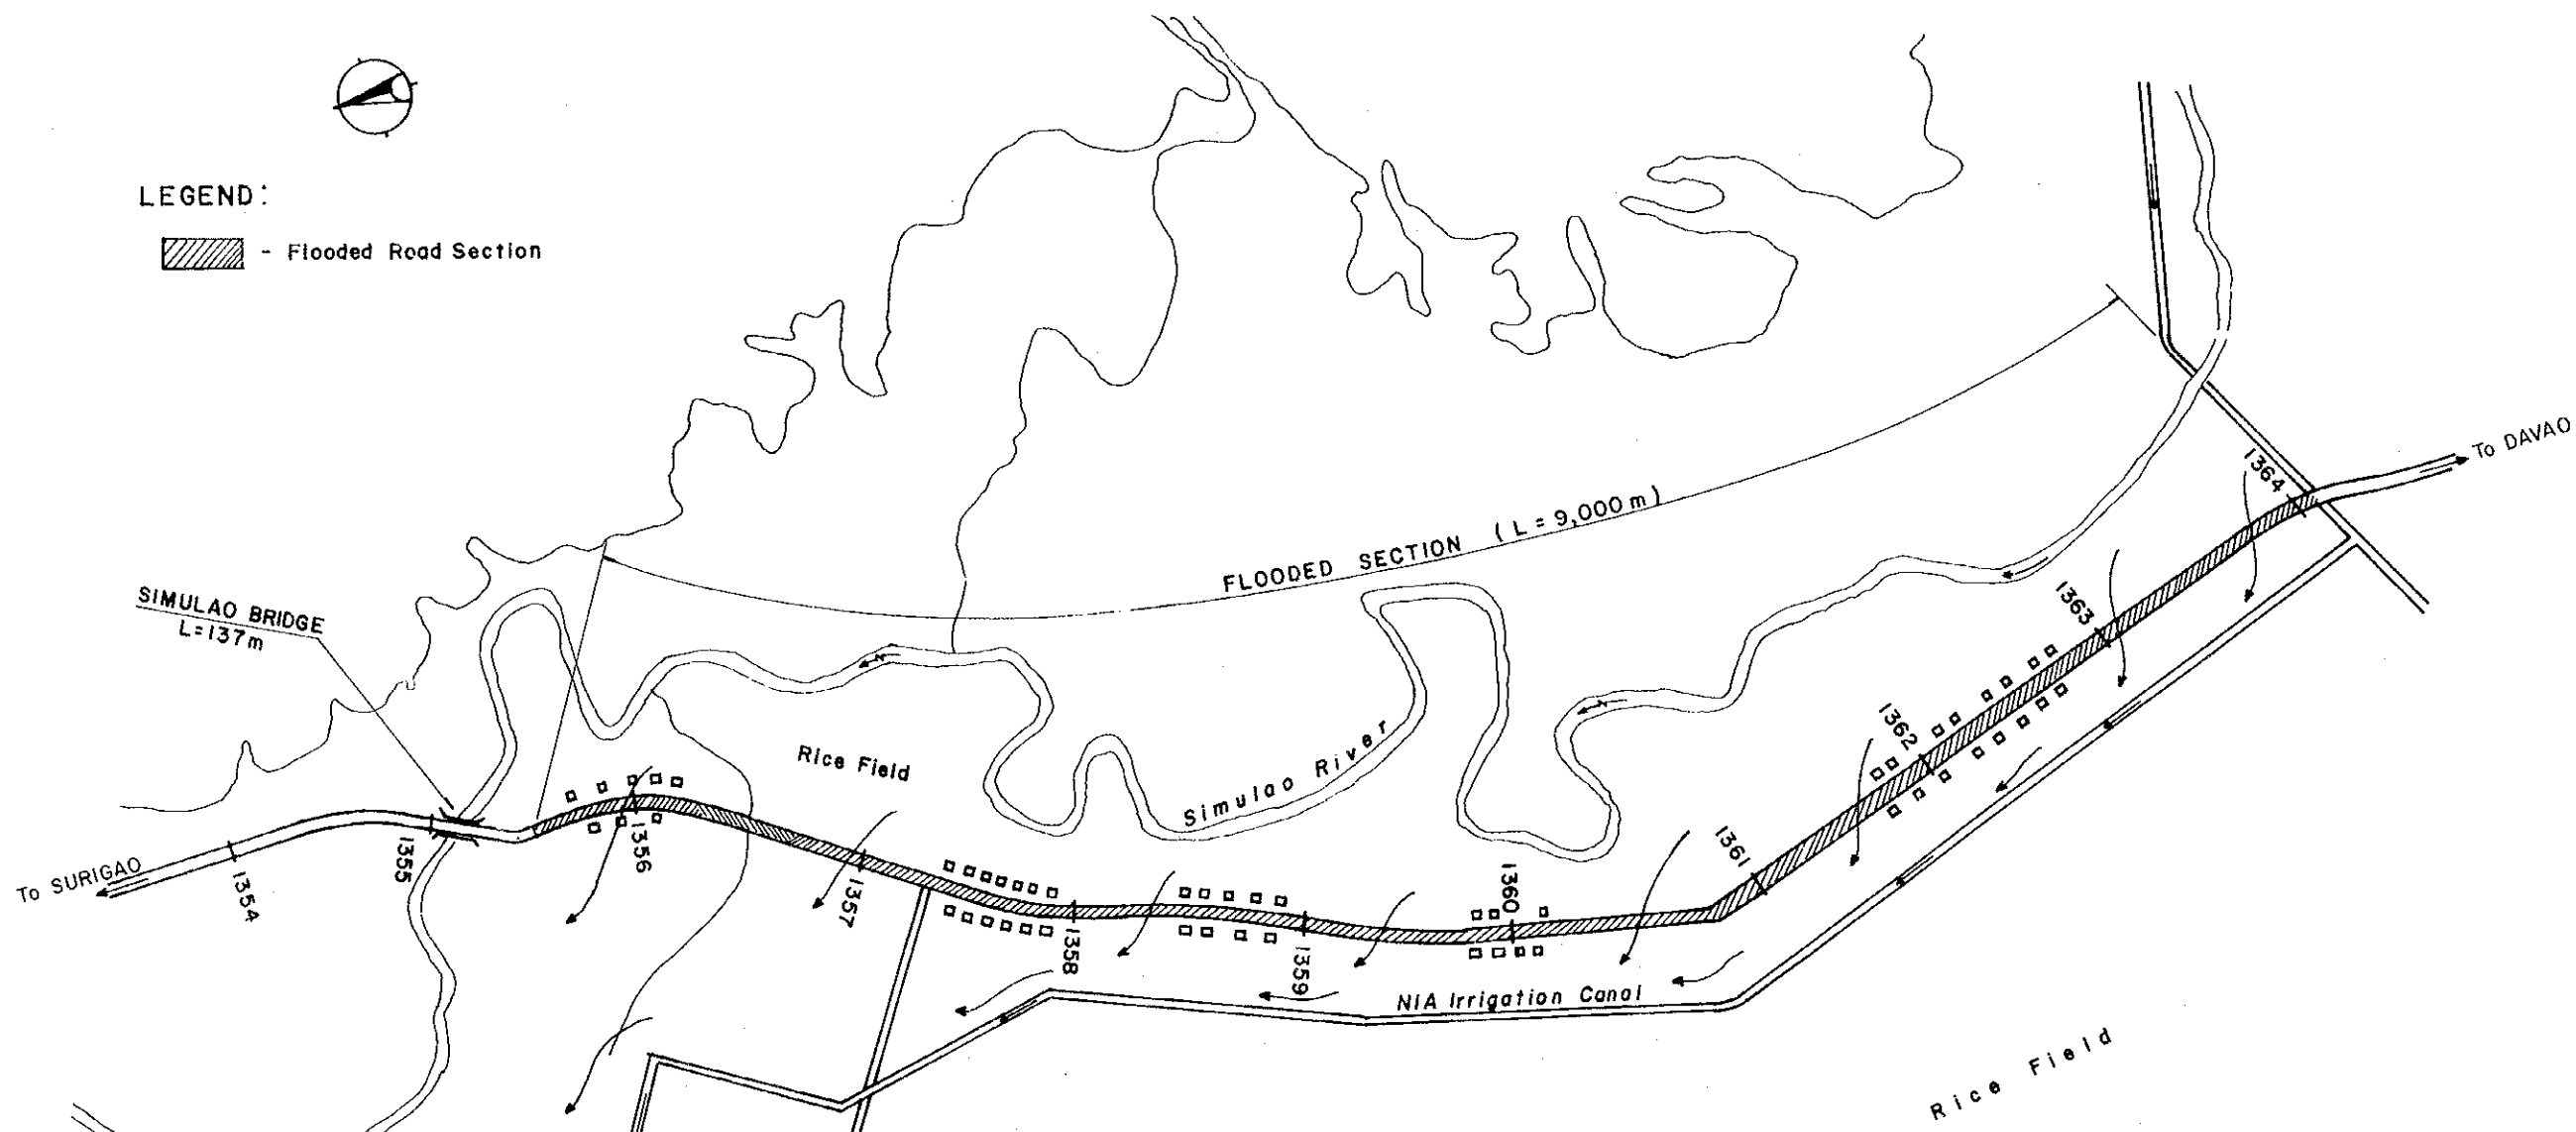 LEGEND:
- Flooded Road Section
To DAVAO
1364
FLOODED SECTION (L = 9,000 m)
1363
SIMULAO BRIDGE
L=137m
1362
Rice Field
Simulao River
1361
1355
1356
1360
To SURIGAO
1354
1357
1358
1359
NIA Irrigation Canal
Rice Field